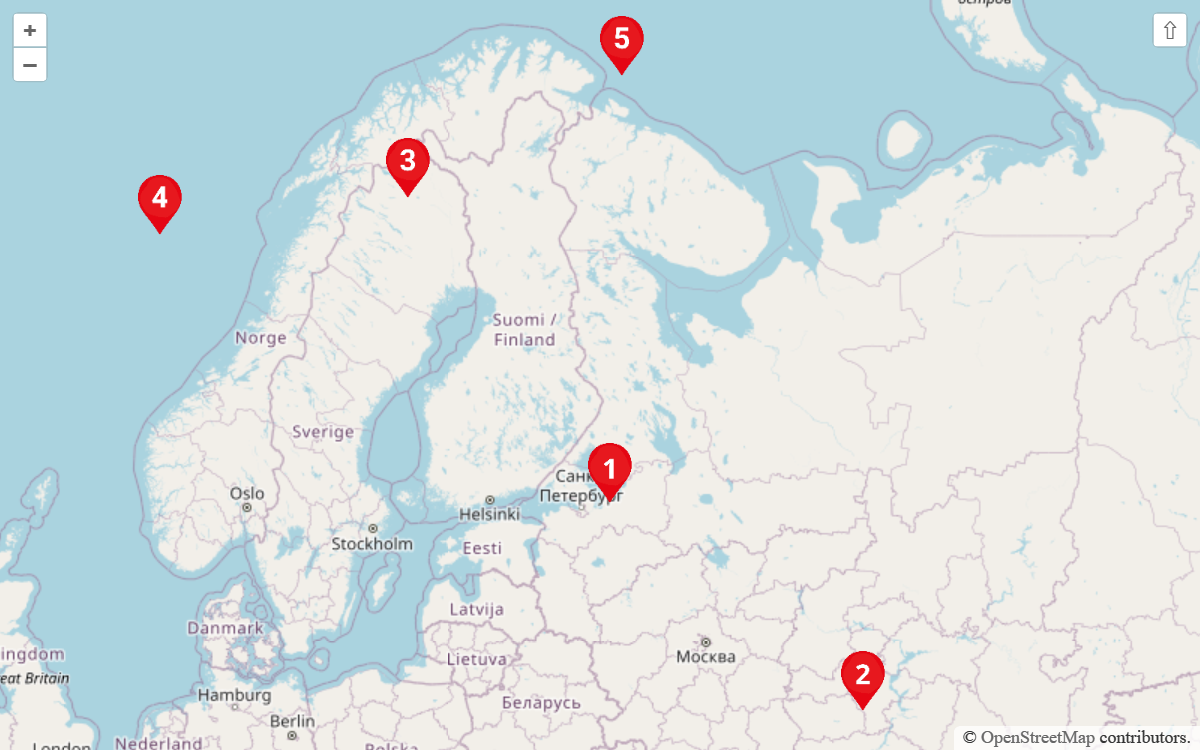 остров
+
−
⇧
5
3
4
Suomi /
Finland
Norge
Sverige
1
Санк
Петербург
Oslo
Helsinki
Stockholm
Eesti
Latvija
Danmark
Москва
ingdom
Lietuva
eat Britain
2
Hamburg
Беларусь
Berlin
London
Nederland
Polska
© OpenStreetMap contributors.